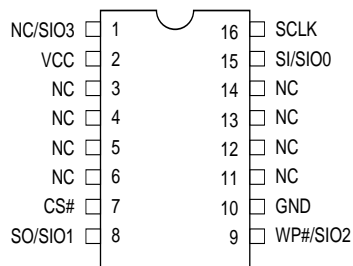 NC/SIO3 1 16 SCLK
VCC 2 15 SI/SIO0
NC 3 14 NC
NC 4 13 NC
NC 5 12 NC
NC 6 11 NC
CS# 7 10 GND
SO/SIO1 8 9 WP#/SIO2